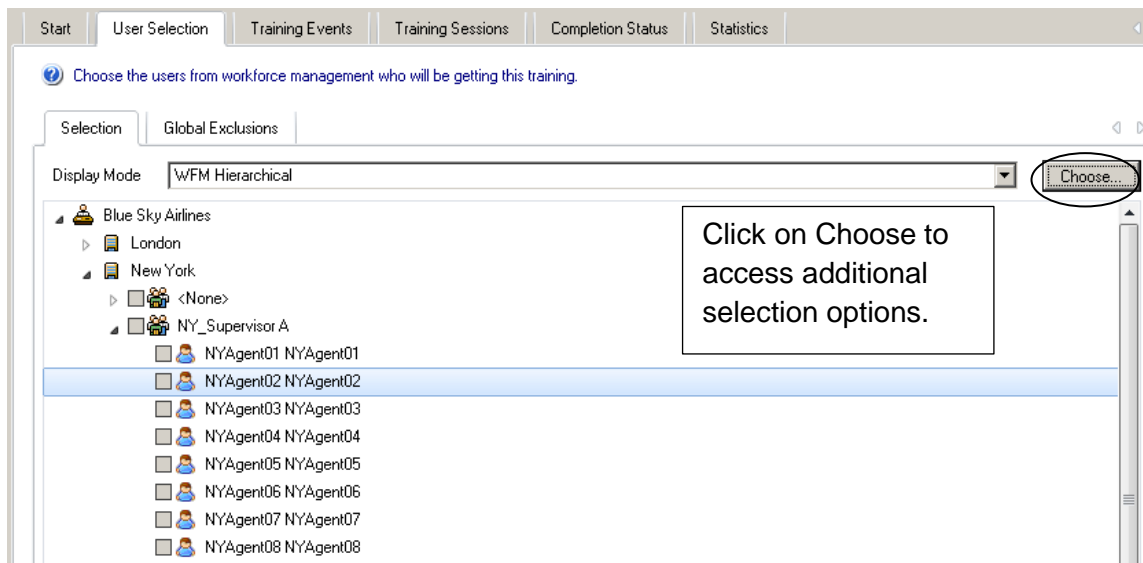 Start User Selection Training Events Training Sessions Completion Status Statistics
Choose the users from workforce management who will be getting this training.
Selection Global Exclusions
Display Mode WFM Hierarchical Choose...
Blue Sky Airlines
London
New York
<None>
NY_Supervisor A
NYAgent01 NYAgent01
NYAgent02 NYAgent02
NYAgent03 NYAgent03
NYAgent04 NYAgent04
NYAgent05 NYAgent05
NYAgent06 NYAgent06
NYAgent07 NYAgent07
NYAgent08 NYAgent08
Click on Choose to
access additional
selection options.